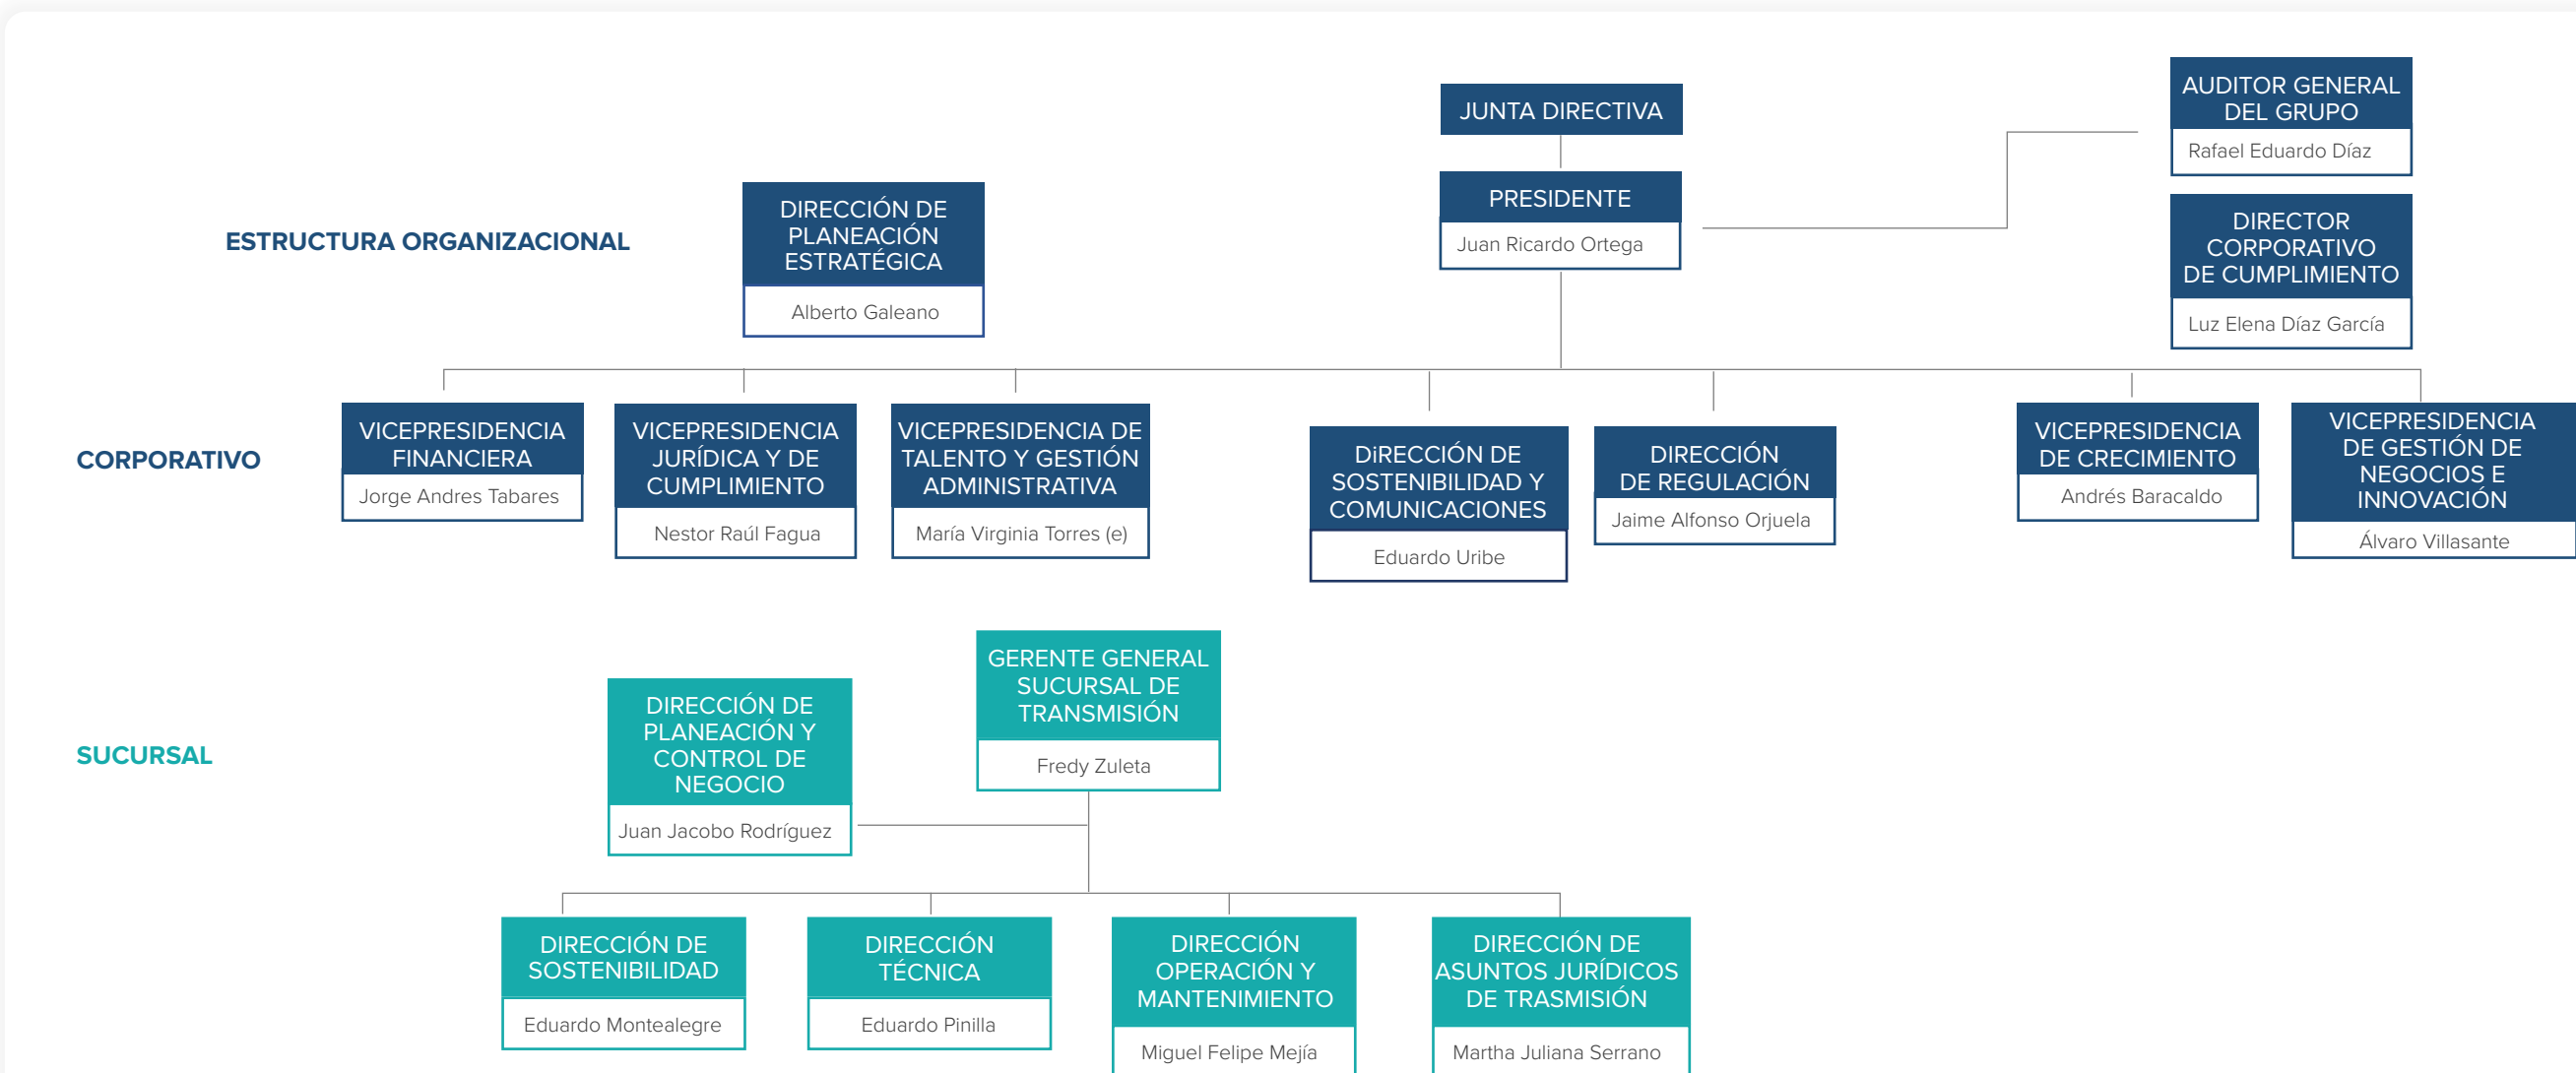 JUNTA DIRECTIVA
PRESIDENTE
Juan Ricardo Ortega
AUDITOR GENERAL
DEL GRUPO
Rafael Eduardo Díaz
DIRECTOR
CORPORATIVO
DE CUMPLIMIENTO
Luz Elena Díaz García
ESTRUCTURA ORGANIZACIONAL
DIRECCIÓN DE
PLANEACIÓN
ESTRATÉGICA
Alberto Galeano
CORPORATIVO
VICEPRESIDENCIA
FINANCIERA
Jorge Andres Tabares
VICEPRESIDENCIA
JURÍDICA Y DE
CUMPLIMIENTO
Nestor Raúl Fagua
VICEPRESIDENCIA DE
TALENTO Y GESTIÓN
ADMINISTRATIVA
María Virginia Torres (e)
DiRECCIÓN DE
SOSTENIBILIDAD Y
COMUNICACIONES
Eduardo Uribe
DIRECCIÓN
DE REGULACIÓN
Jaime Alfonso Orjuela
VICEPRESIDENCIA
DE CRECIMIENTO
Andrés Baracaldo
VICEPRESIDENCIA
DE GESTIÓN DE
NEGOCIOS E
INNOVACIÓN
Álvaro Villasante
SUCURSAL
GERENTE GENERAL
SUCURSAL DE
TRANSMISIÓN
Fredy Zuleta
DIRECCIÓN DE
PLANEACIÓN Y
CONTROL DE
NEGOCIO
Juan Jacobo Rodríguez
DIRECCIÓN DE
SOSTENIBILIDAD
Eduardo Montealegre
DIRECCIÓN
TÉCNICA
Eduardo Pinilla
DIRECCIÓN
OPERACIÓN Y
MANTENIMIENTO
Miguel Felipe Mejía
DIRECCIÓN DE
ASUNTOS JURÍDICOS
DE TRASMISIÓN
Martha Juliana Serrano